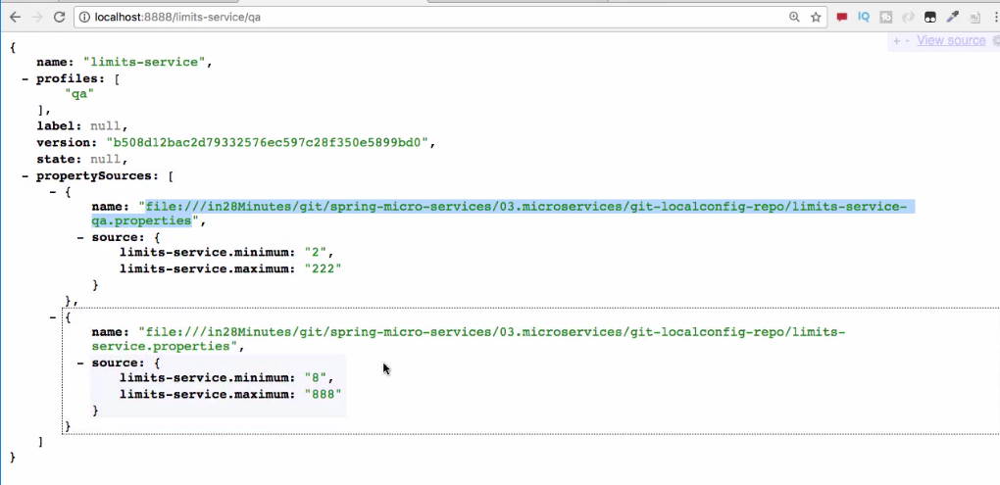 localhost:8888/limits-service/qa
IQ
+ - View source
{
name: "limits-service",
- profiles: [
"qa"
],
label: null,
version: "b508d12bac2d79332576ec597c28f350e5899bd0",
state: null,
- propertySources: [
- {
name: "file:///in28Minutes/git/spring-micro-services/03.microservices/git-localconfig-repo/limits-service-
qa.properties",
- source: {
limits-service.minimum: "2",
limits-service.maximum: "222"
}
},
- {
name: "file:///in28Minutes/git/spring-micro-services/03.microservices/git-localconfig-repo/limits-
service.properties",
- source: {
limits-service.minimum: "8",
limits-service.maximum: "888"
}
}
]
}